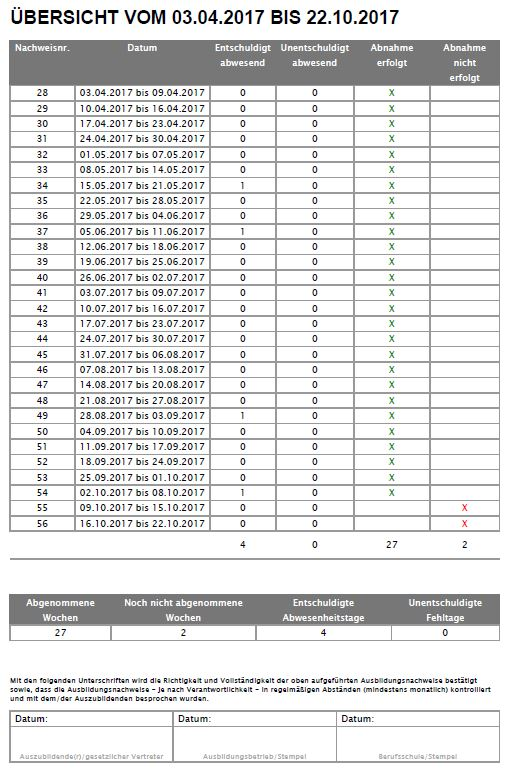 ÜBERSICHT VOM 03.04.2017 BIS 22.10.2017
Nachweisnr. Datum Entschuldigt abwesend Unentschuldigt abwesend Abnahme erfolgt Abnahme nicht erfolgt
28 03.04.2017 bis 09.04.2017 0 0 X
29 10.04.2017 bis 16.04.2017 0 0 X
30 17.04.2017 bis 23.04.2017 0 0 X
31 24.04.2017 bis 30.04.2017 0 0 X
32 01.05.2017 bis 07.05.2017 0 0 X
33 08.05.2017 bis 14.05.2017 0 0 X
34 15.05.2017 bis 21.05.2017 1 0 X
35 22.05.2017 bis 28.05.2017 0 0 X
36 29.05.2017 bis 04.06.2017 0 0 X
37 05.06.2017 bis 11.06.2017 1 0 X
38 12.06.2017 bis 18.06.2017 0 0 X
39 19.06.2017 bis 25.06.2017 0 0 X
40 26.06.2017 bis 02.07.2017 0 0 X
41 03.07.2017 bis 09.07.2017 0 0 X
42 10.07.2017 bis 16.07.2017 0 0 X
43 17.07.2017 bis 23.07.2017 0 0 X
44 24.07.2017 bis 30.07.2017 0 0 X
45 31.07.2017 bis 06.08.2017 0 0 X
46 07.08.2017 bis 13.08.2017 0 0 X
47 14.08.2017 bis 20.08.2017 0 0 X
48 21.08.2017 bis 27.08.2017 0 0 X
49 28.08.2017 bis 03.09.2017 1 0 X
50 04.09.2017 bis 10.09.2017 0 0 X
51 11.09.2017 bis 17.09.2017 0 0 X
52 18.09.2017 bis 24.09.2017 0 0 X
53 25.09.2017 bis 01.10.2017 0 0 X
54 02.10.2017 bis 08.10.2017 1 0 X
55 09.10.2017 bis 15.10.2017 0 0 X
56 16.10.2017 bis 22.10.2017 0 0 X
4 0 27 2
Abgenommene Wochen Noch nicht abgenommene Wochen Entschuldigte Abwesenheitstage Unentschuldigte Fehltage
27 2 4 0
Mit den folgenden Unterschriften wird die Richtigkeit und Vollständigkeit der oben aufgeführten Ausbildungsnachweise bestätigt
sowie, dass die Ausbildungsnachweise – je nach Verantwortlichkeit – in regelmäßigen Abständen (mindestens monatlich) kontrolliert
und mit dem/der Auszubildenden besprochen wurden.
Datum: Datum: Datum:
Auszubildende(r)/gesetzlicher Vertreter Ausbildungsbetrieb/Stempel Berufsschule/Stempel